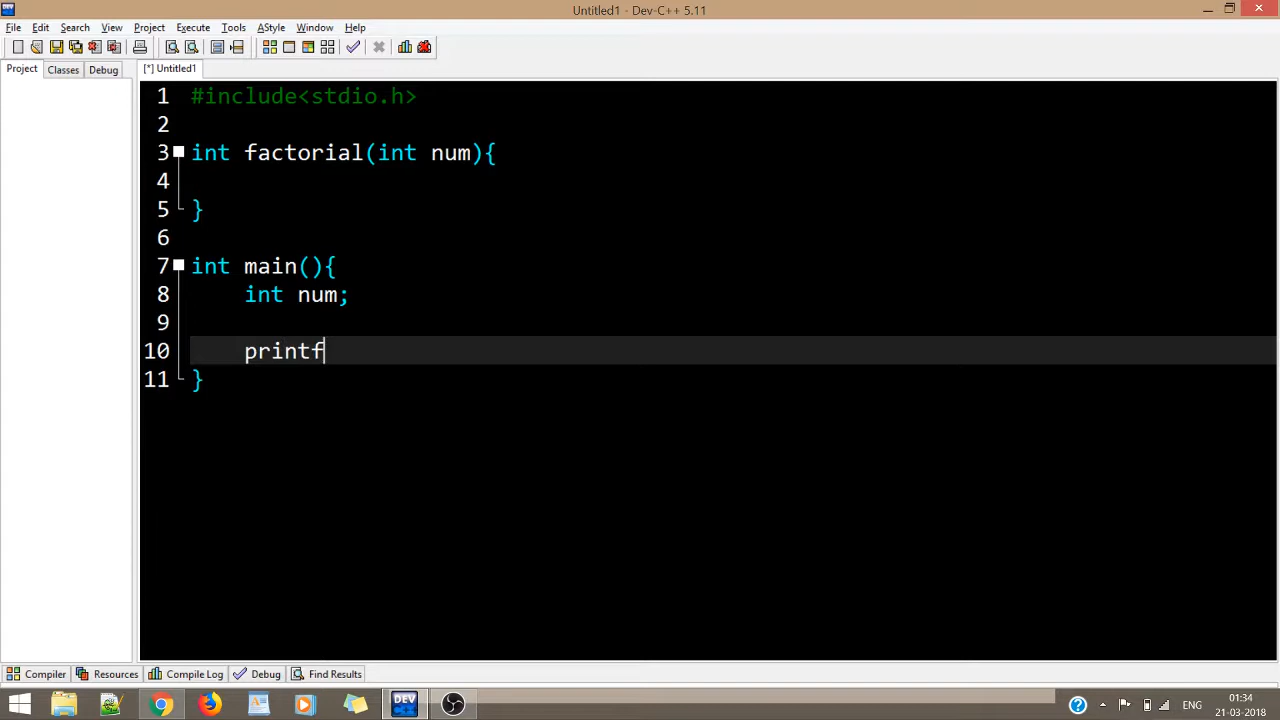 Untitled1 - Dev-C++ 5.11
File Edit Search View Project Execute Tools AStyle Window Help
Project Classes Debug [*] Untitled1
1 #include<stdio.h>
2
3 int factorial(int num){
4
5 }
6
7 int main(){
8 int num;
9
10 printf
11 }
Compiler Resources Compile Log Debug Find Results
DEV
ENG
01:34
21-03-2018